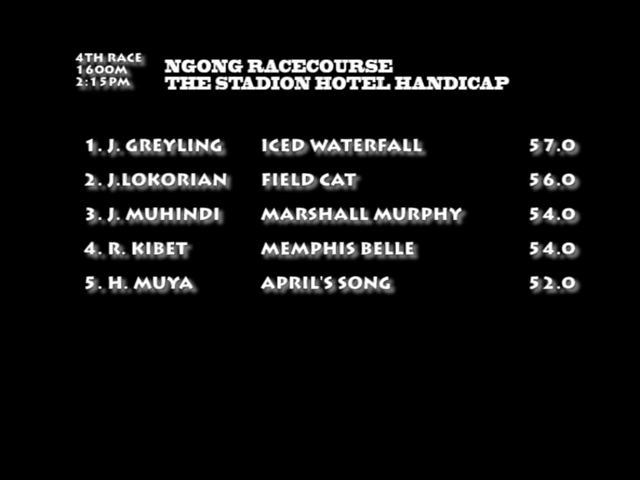 4TH RACE
1600M
2:15PM
NGONG RACECOURSE
THE STADION HOTEL HANDICAP
1. J. GREYLING ICED WATERFALL 57.0
2. J.LOKORIAN FIELD CAT 56.0
3. J. MUHINDI MARSHALL MURPHY 54.0
4. R. KIBET MEMPHIS BELLE 54.0
5. H. MUYA APRIL'S SONG 52.0